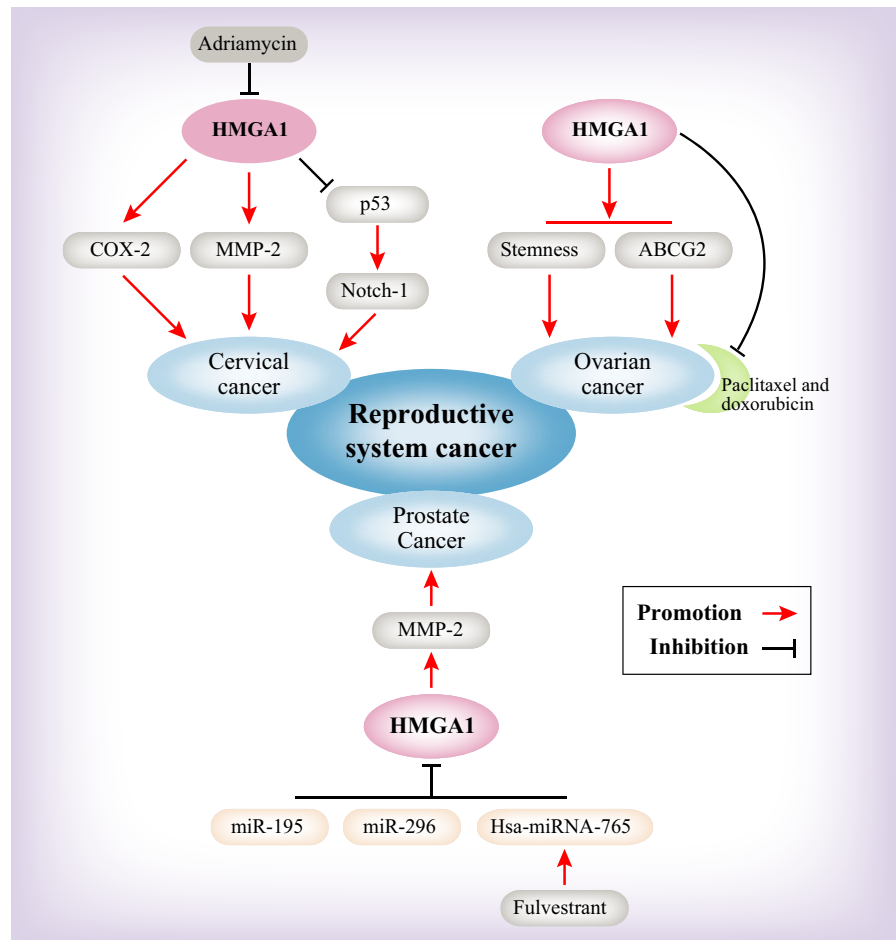 Adriamycin
HMGA1
HMGA1
p53
COX-2
MMP-2
Stemness
ABCG2
Notch-1
Cervical
cancer
Ovarian
cancer
Paclitaxel and
doxorubicin
Reproductive
system cancer
Prostate
Cancer
Promotion
Inhibition
MMP-2
HMGA1
miR-195
miR-296
Hsa-miRNA-765
Fulvestrant